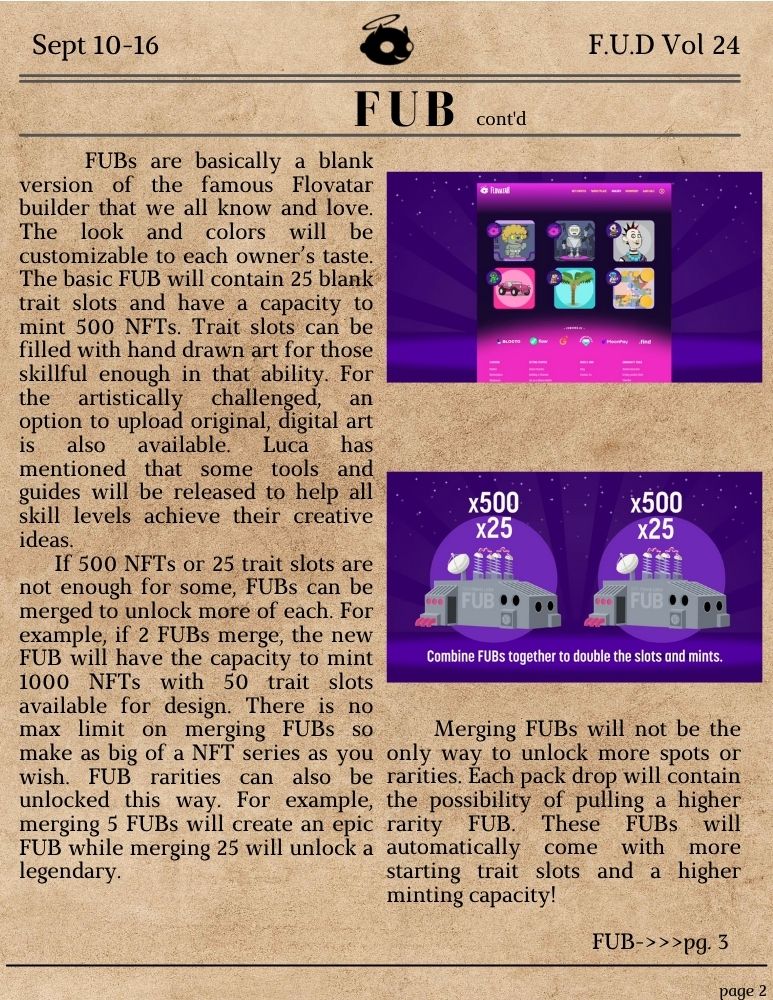 Sept 10-16
F.U.D Vol 24
FUB cont'd
FUBs are basically a blank
version of the famous Flovatar
builder that we all know and love.
The look and colors will be
customizable to each owner's taste.
The basic FUB will contain 25 blank
trait slots and have a capacity to
mint 500 NFTs. Trait slots can be
filled with hand drawn art for those
skillful enough in that ability. For
the artistically challenged, an
option to upload original, digital art
is also available. Luca has
mentioned that some tools and
guides will be released to help all
skill levels achieve their creative
ideas.
If 500 NFTs or 25 trait slots are
not enough for some, FUBs can be
merged to unlock more of each. For
example, if 2 FUBs merge, the new
FUB will have the capacity to mint
1000 NFTs with 50 trait slots
available for design. There is no
max limit on merging FUBs so
make as big of a NFT series as you
wish. FUB rarities can also be
unlocked this way. For example,
merging 5 FUBs will create an epic
FUB while merging 25 will unlock a
legendary.
FLOVATAR
BLOCTO flow MoonPay .find
x500 x500
x25 x25
FUB FUB
Combine FUBs together to double the slots and mints.
Merging FUBs will not be the
only way to unlock more spots or
rarities. Each pack drop will contain
the possibility of pulling a higher
rarity FUB. These FUBs will
automatically come with more
starting trait slots and a higher
minting capacity!
FUB->>>pg. 3
page 2